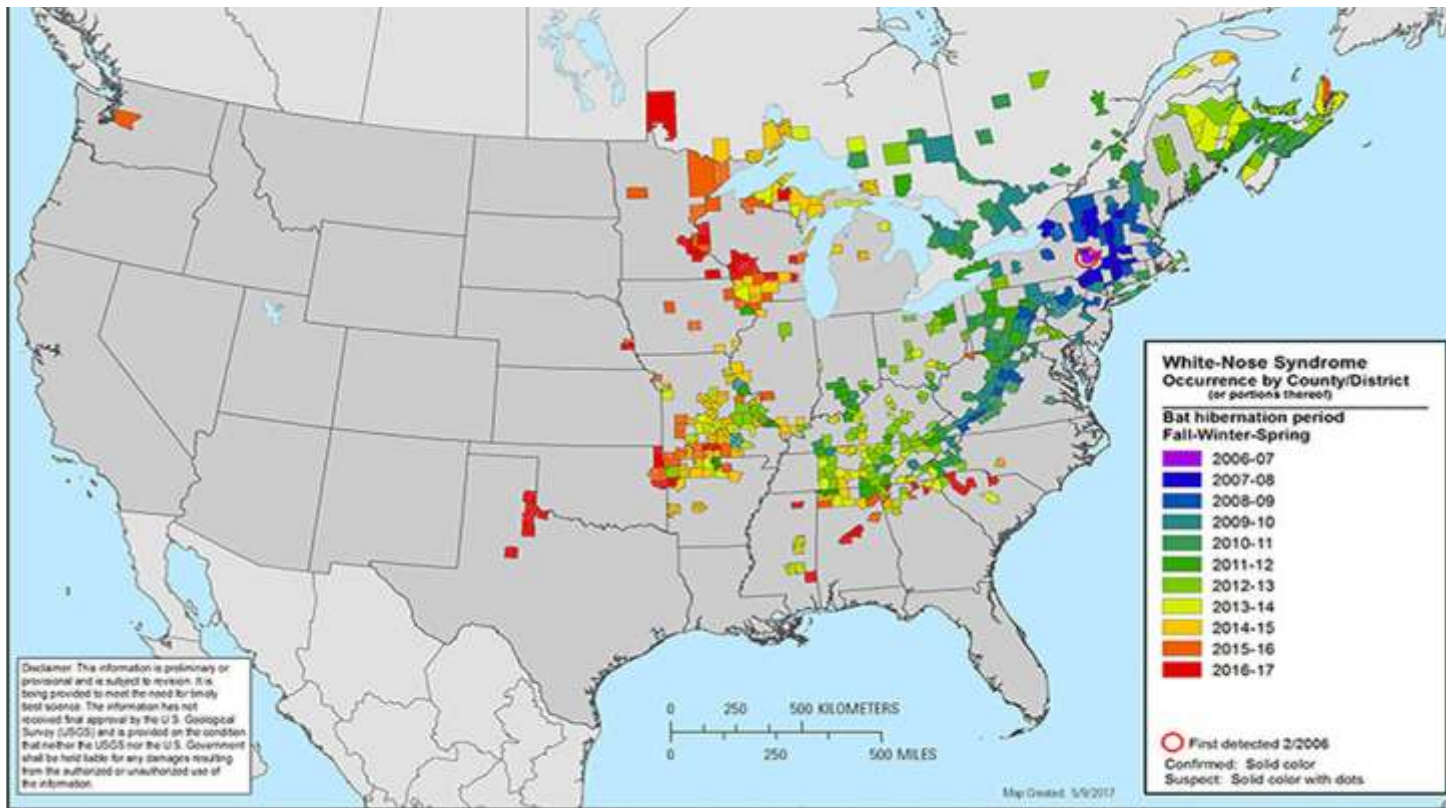 White-Nose Syndrome
Occurrence by County/District
(or portions thereof)
Bat hibernation period
Fall-Winter-Spring
2006-07
2007-08
2008-09
2009-10
2010-11
2011-12
2012-13
2013-14
2014-15
2015-16
2016-17
First detected 2/2006
Confirmed: Solid color
Suspect: Solid color with dots
Disclaimer: This information is preliminary or
provisional and is subject to revision. It is
being provided to meet the need for timely
best science. The information has not
received final approval by the U.S. Geological
Survey (USGS) and is provided on the condition
that neither the USGS nor the U.S. Government
shall be held liable for any damages resulting
from the authorized or unauthorized use of
the information.
0 250 500 KILOMETERS
0 250 500 MILES
Map Created: 5/9/2017